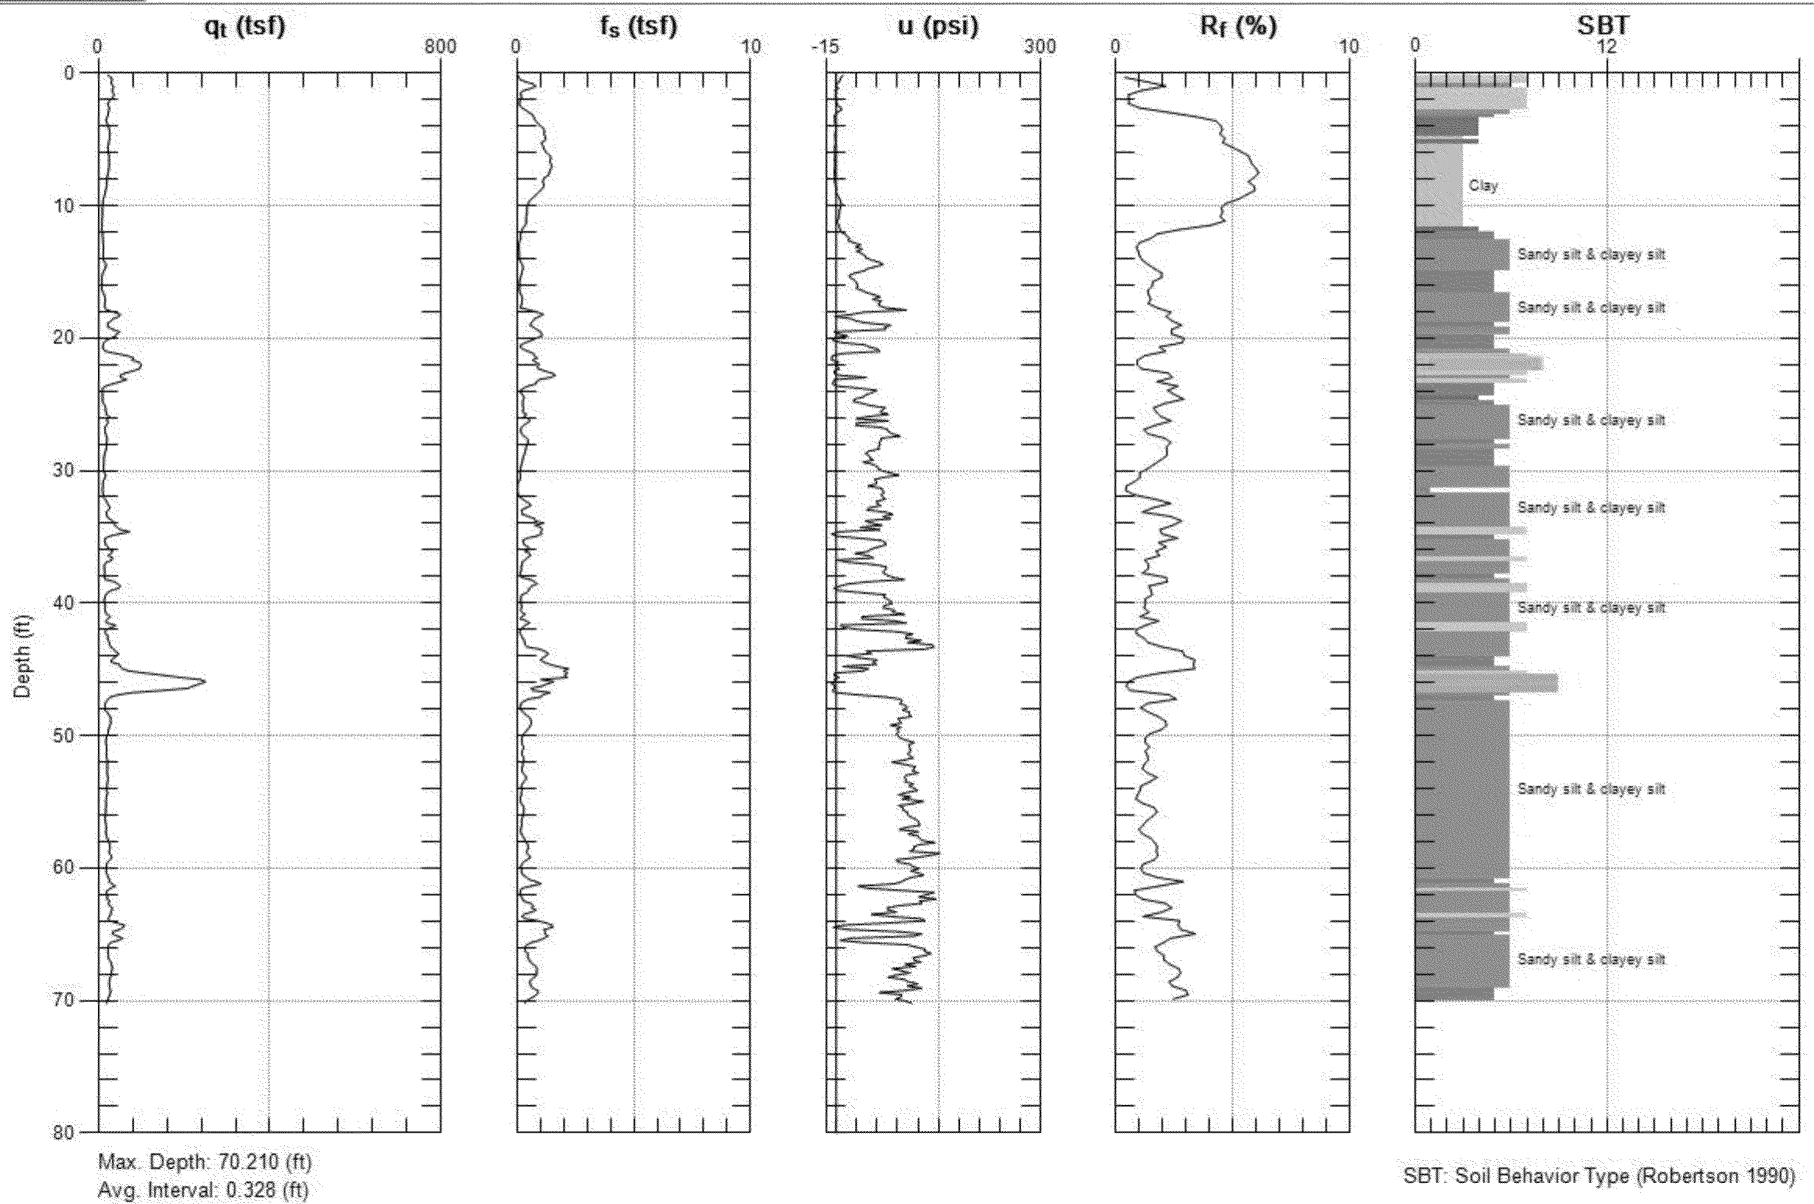 qt (tsf) fs (tsf) u (psi) Rf (%) SBT
0 800 0 10 -15 300 0 10 0 12
0
10
20
30
40
50
60
70
80
Depth (ft)
Clay
Sandy silt & clayey silt
Sandy silt & clayey silt
Sandy silt & clayey silt
Sandy silt & clayey silt
Sandy silt & clayey silt
Sandy silt & clayey silt
Sandy silt & clayey silt
Max. Depth: 70.210 (ft)
Avg. Interval: 0.328 (ft)
SBT: Soil Behavior Type (Robertson 1990)